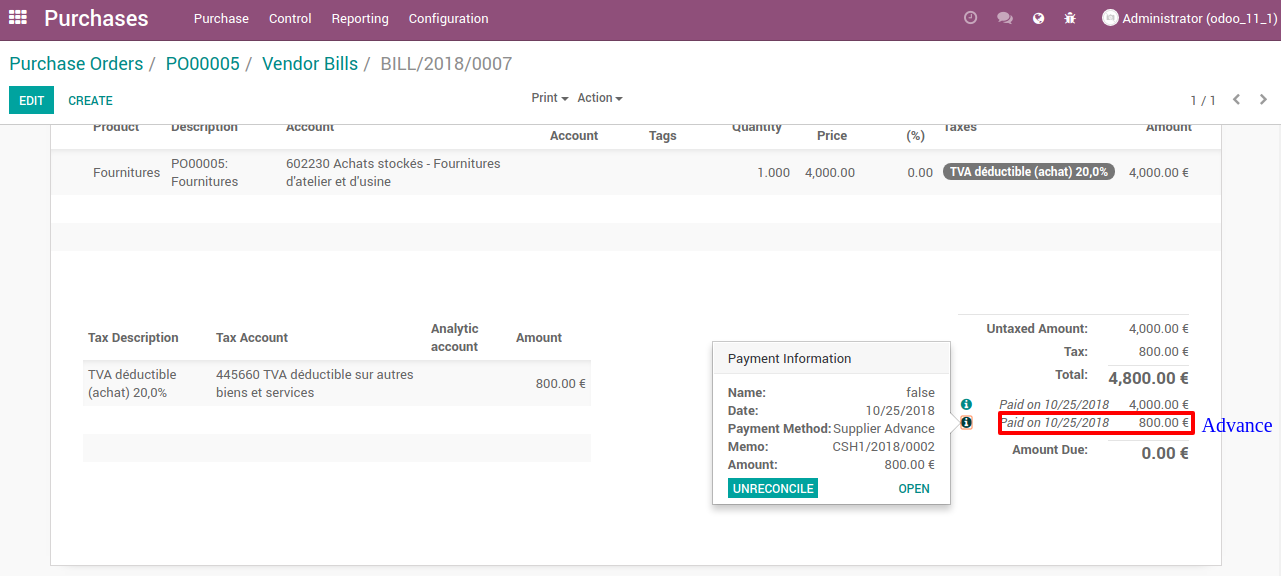 Purchases Purchase Control Reporting Configuration Administrator (odoo_11_1)
Purchase Orders / PO00005 / Vendor Bills / BILL/2018/0007
EDIT CREATE Print Action 1 / 1
Product Description Account Account Tags Quantity Price (%) Taxes Amount
Fournitures PO00005: Fournitures 602230 Achats stockés - Fournitures d'atelier et d'usine 1.000 4,000.00 0.00 TVA déductible (achat) 20,0% 4,000.00 €
Tax Description Tax Account Analytic account Amount
TVA déductible (achat) 20,0% 445660 TVA déductible sur autres biens et services 800.00 €
Payment Information
Name: false
Date: 10/25/2018
Payment Method: Supplier Advance
Memo: CSH1/2018/0002
Amount: 800.00 €
UNRECONCILE OPEN
Untaxed Amount: 4,000.00 €
Tax: 800.00 €
Total: 4,800.00 €
Paid on 10/25/2018 4,000.00 €
Paid on 10/25/2018 800.00 € Advance
Amount Due: 0.00 €